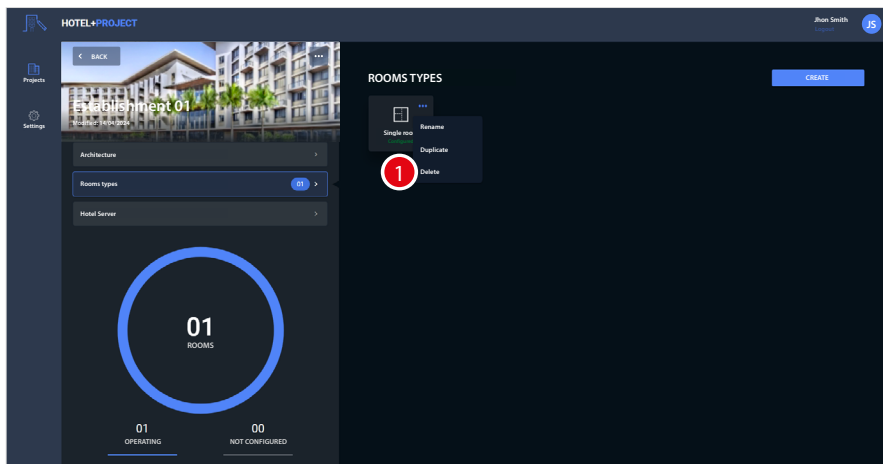 HOTEL+PROJECT
Jhon Smith
Logout
JS
Projects
Settings
BACK
Establishment 01
Modified: 14/04/2024
Architecture
Rooms types
01
Hotel Server
01
ROOMS
01
OPERATING
00
NOT CONFIGURED
ROOMS TYPES
CREATE
Single roo
Rename
Duplicate
Delete
1